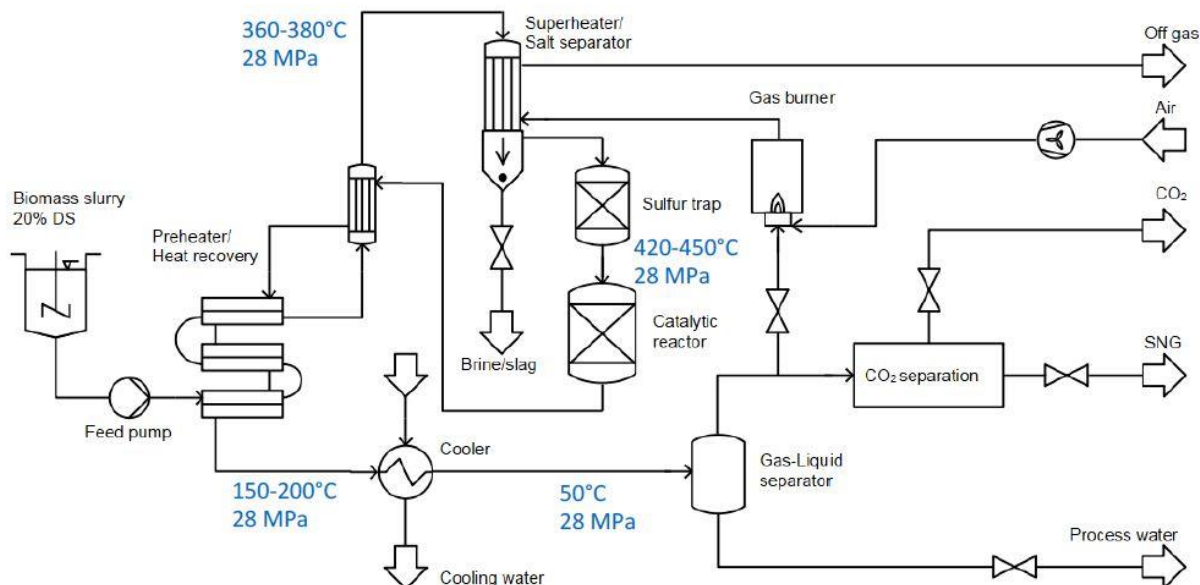 360-380°C
28 MPa
Superheater/
Salt separator
Off gas
Gas burner
Air
Biomass slurry
20% DS
Preheater/
Heat recovery
Sulfur trap
CO₂
420-450°C
28 MPa
Catalytic
reactor
Brine/slag
SNG
CO₂ separation
Feed pump
Cooler
Gas-Liquid
separator
150-200°C
28 MPa
50°C
28 MPa
Process water
Cooling water